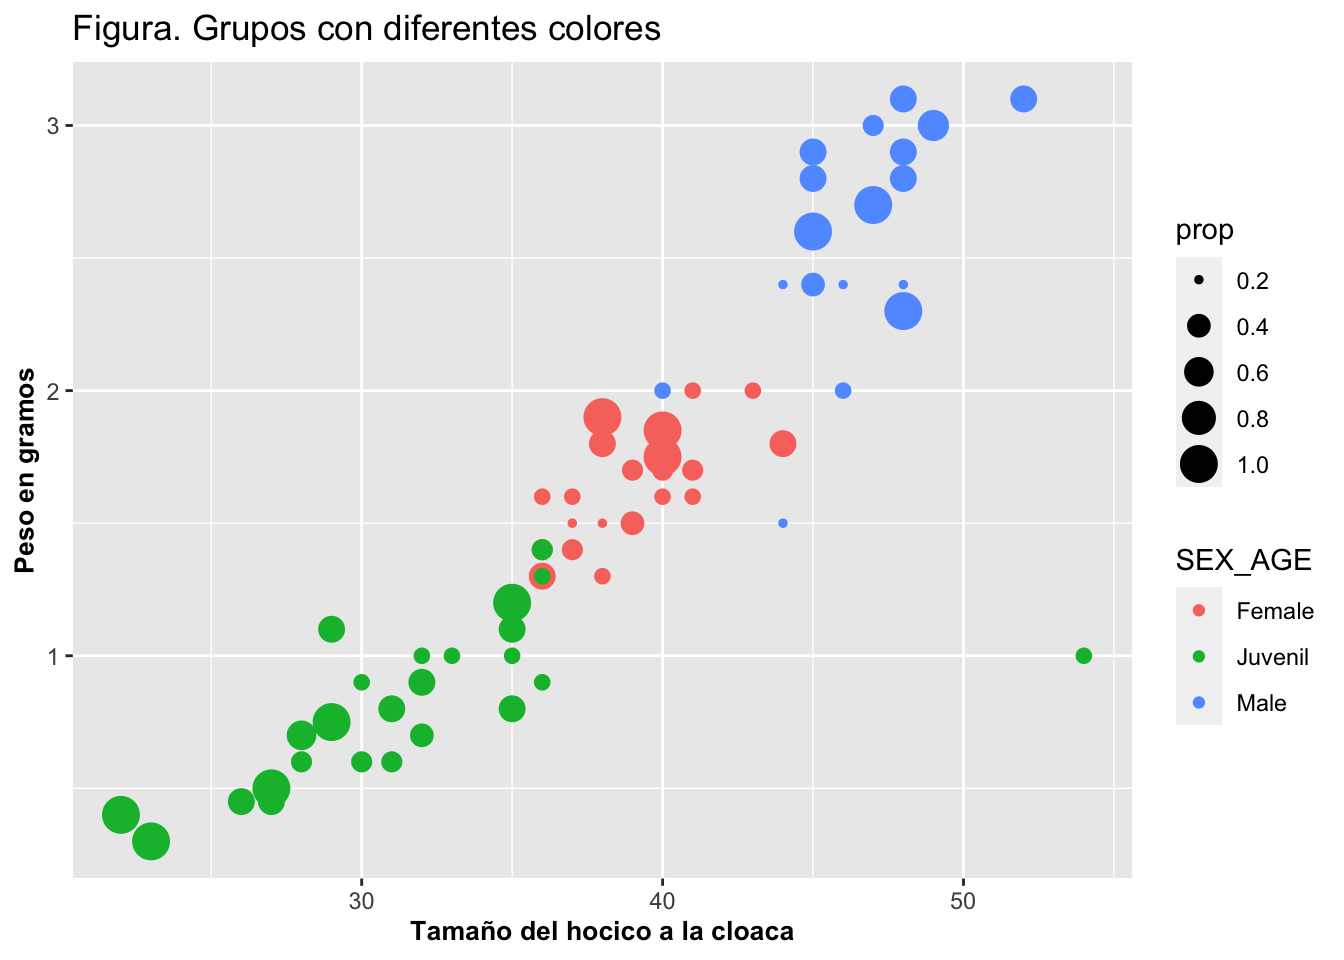 Figura. Grupos con diferentes colores
3
2
1
Peso en gramos
30
40
50
Tamaño del hocico a la cloaca
prop
0.2
0.4
0.6
0.8
1.0
SEX_AGE
Female
Juvenil
Male